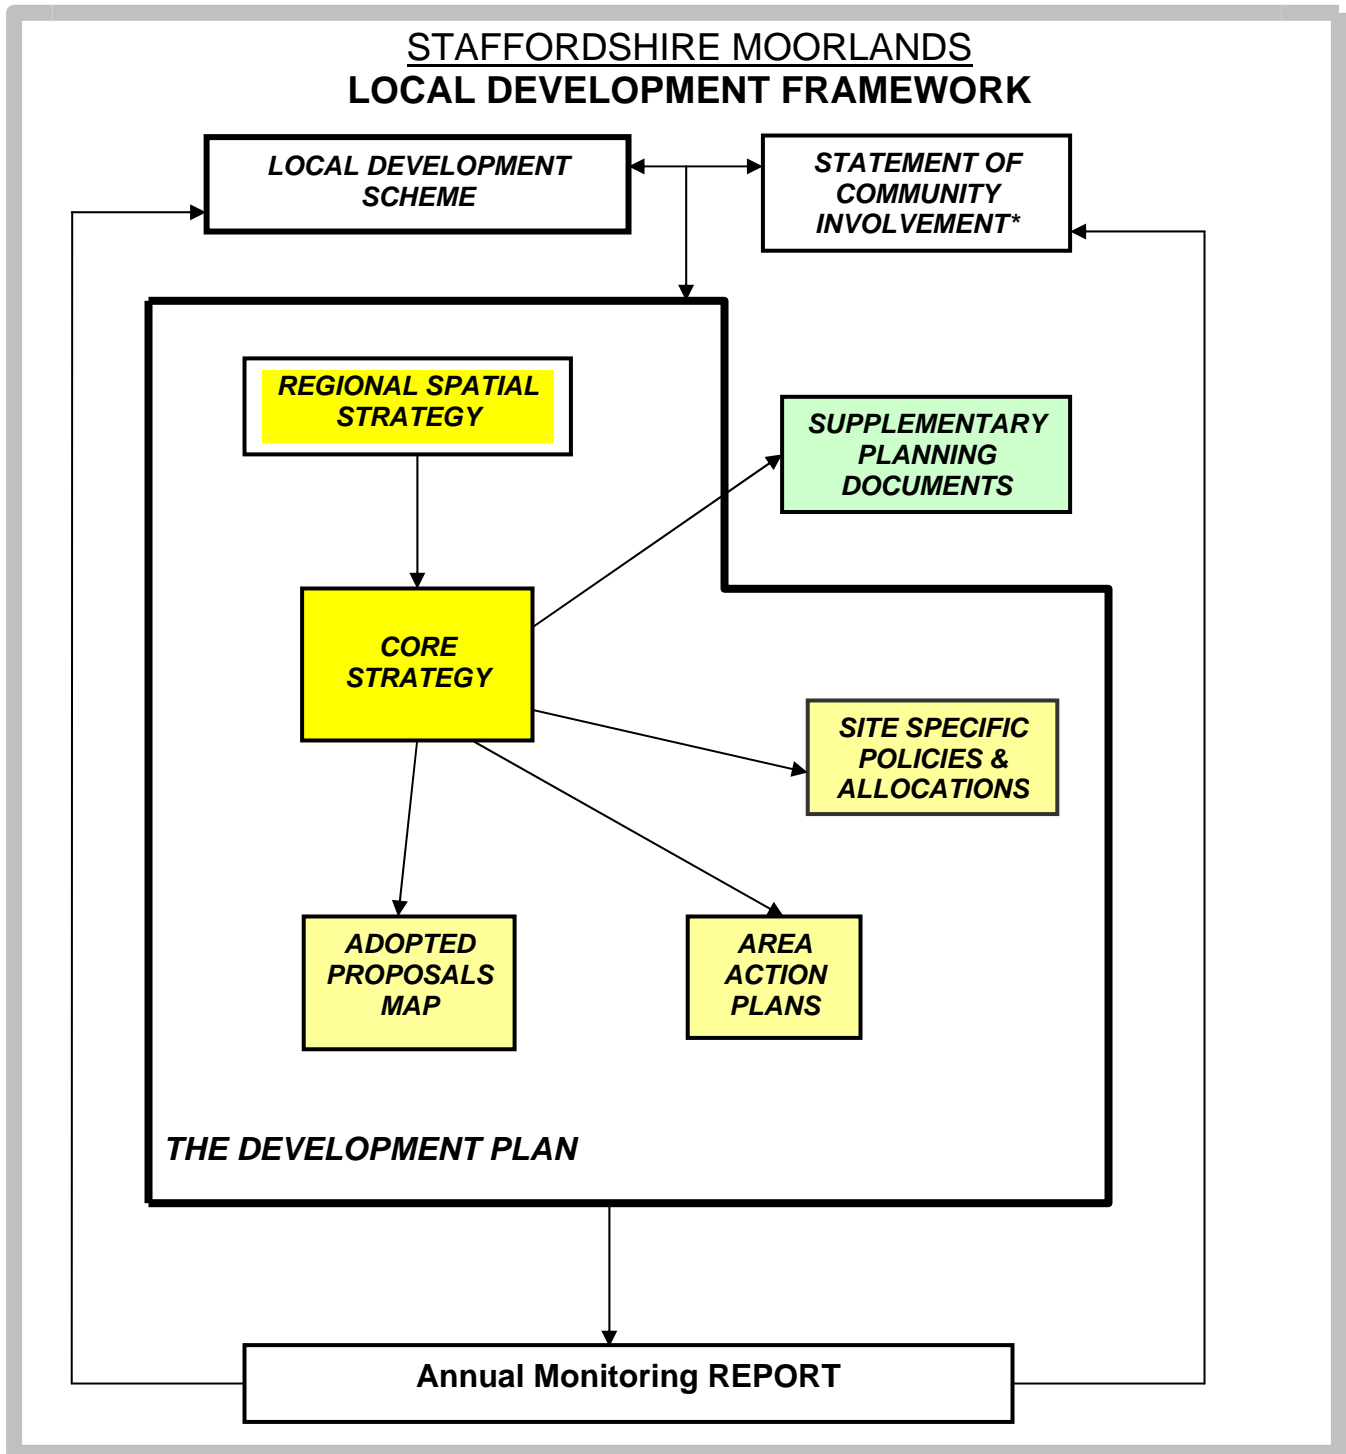 STAFFORDSHIRE MOORLANDS
LOCAL DEVELOPMENT FRAMEWORK
LOCAL DEVELOPMENT
SCHEME
STATEMENT OF
COMMUNITY
INVOLVEMENT*
REGIONAL SPATIAL
STRATEGY
SUPPLEMENTARY
PLANNING
DOCUMENTS
CORE
STRATEGY
SITE SPECIFIC
POLICIES &
ALLOCATIONS
ADOPTED
PROPOSALS
MAP
AREA
ACTION
PLANS
THE DEVELOPMENT PLAN
Annual Monitoring REPORT